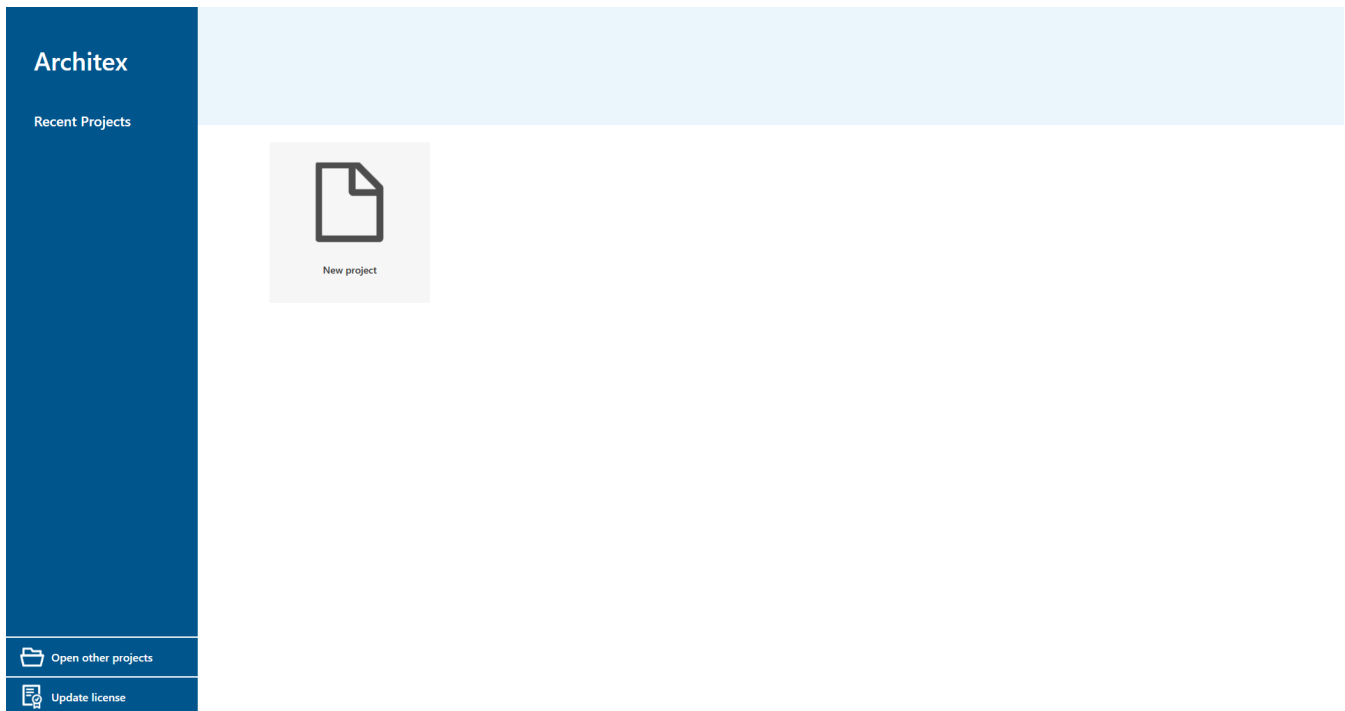 Architex
Recent Projects
New project
Open other projects
Update license